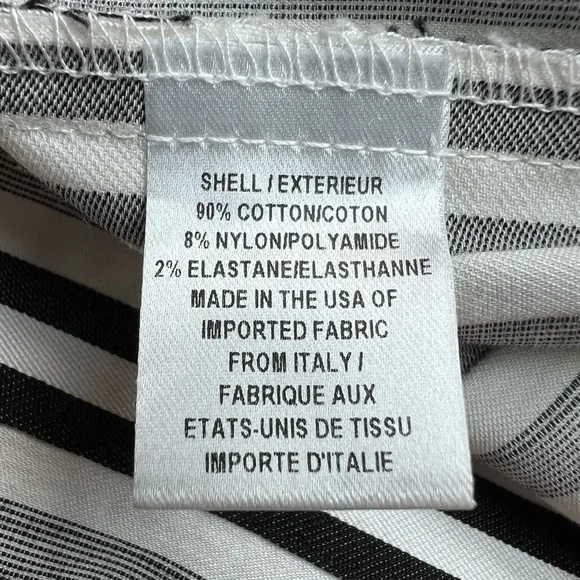 SHELL / EXTERIEUR
90% COTTON/COTON
8% NYLON/POLYAMIDE
2% ELASTANE/ELASTHANNE
MADE IN THE USA OF
IMPORTED FABRIC
FROM ITALY /
FABRIQUE AUX
ETATS-UNIS DE TISSU
IMPORTE D'ITALIE